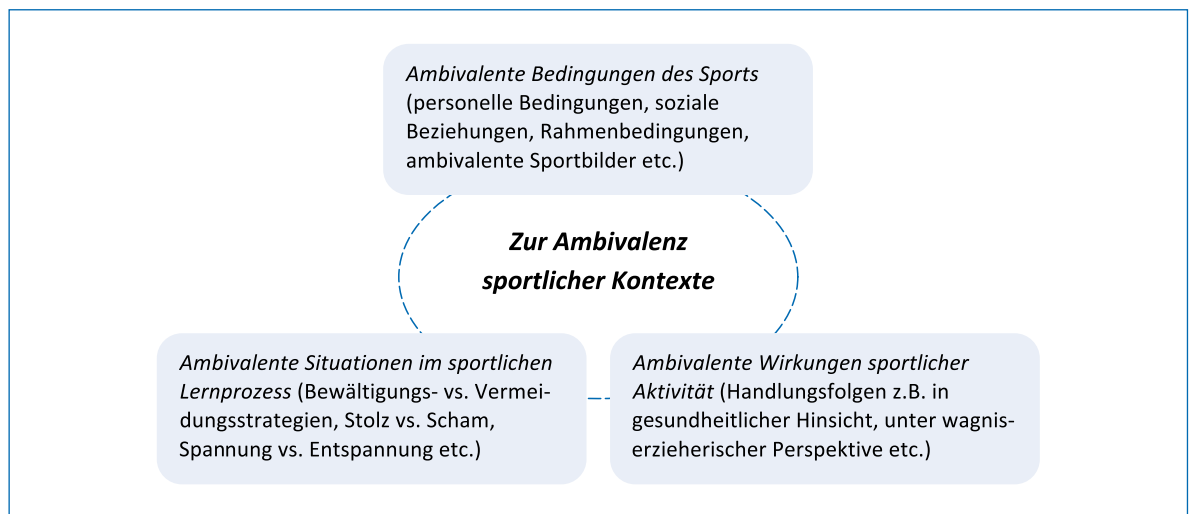 Ambivalente Bedingungen des Sports
(personelle Bedingungen, soziale
Beziehungen, Rahmenbedingungen,
ambivalente Sportbilder etc.)
Zur Ambivalenz
sportlicher Kontexte
Ambivalente Situationen im sportlichen
Lernprozess (Bewältigungs- vs. Vermei-
dungsstrategien, Stolz vs. Scham,
Spannung vs. Entspannung etc.)
Ambivalente Wirkungen sportlicher
Aktivität (Handlungsfolgen z.B. in
gesundheitlicher Hinsicht, unter wagnis-
erzieherischer Perspektive etc.)